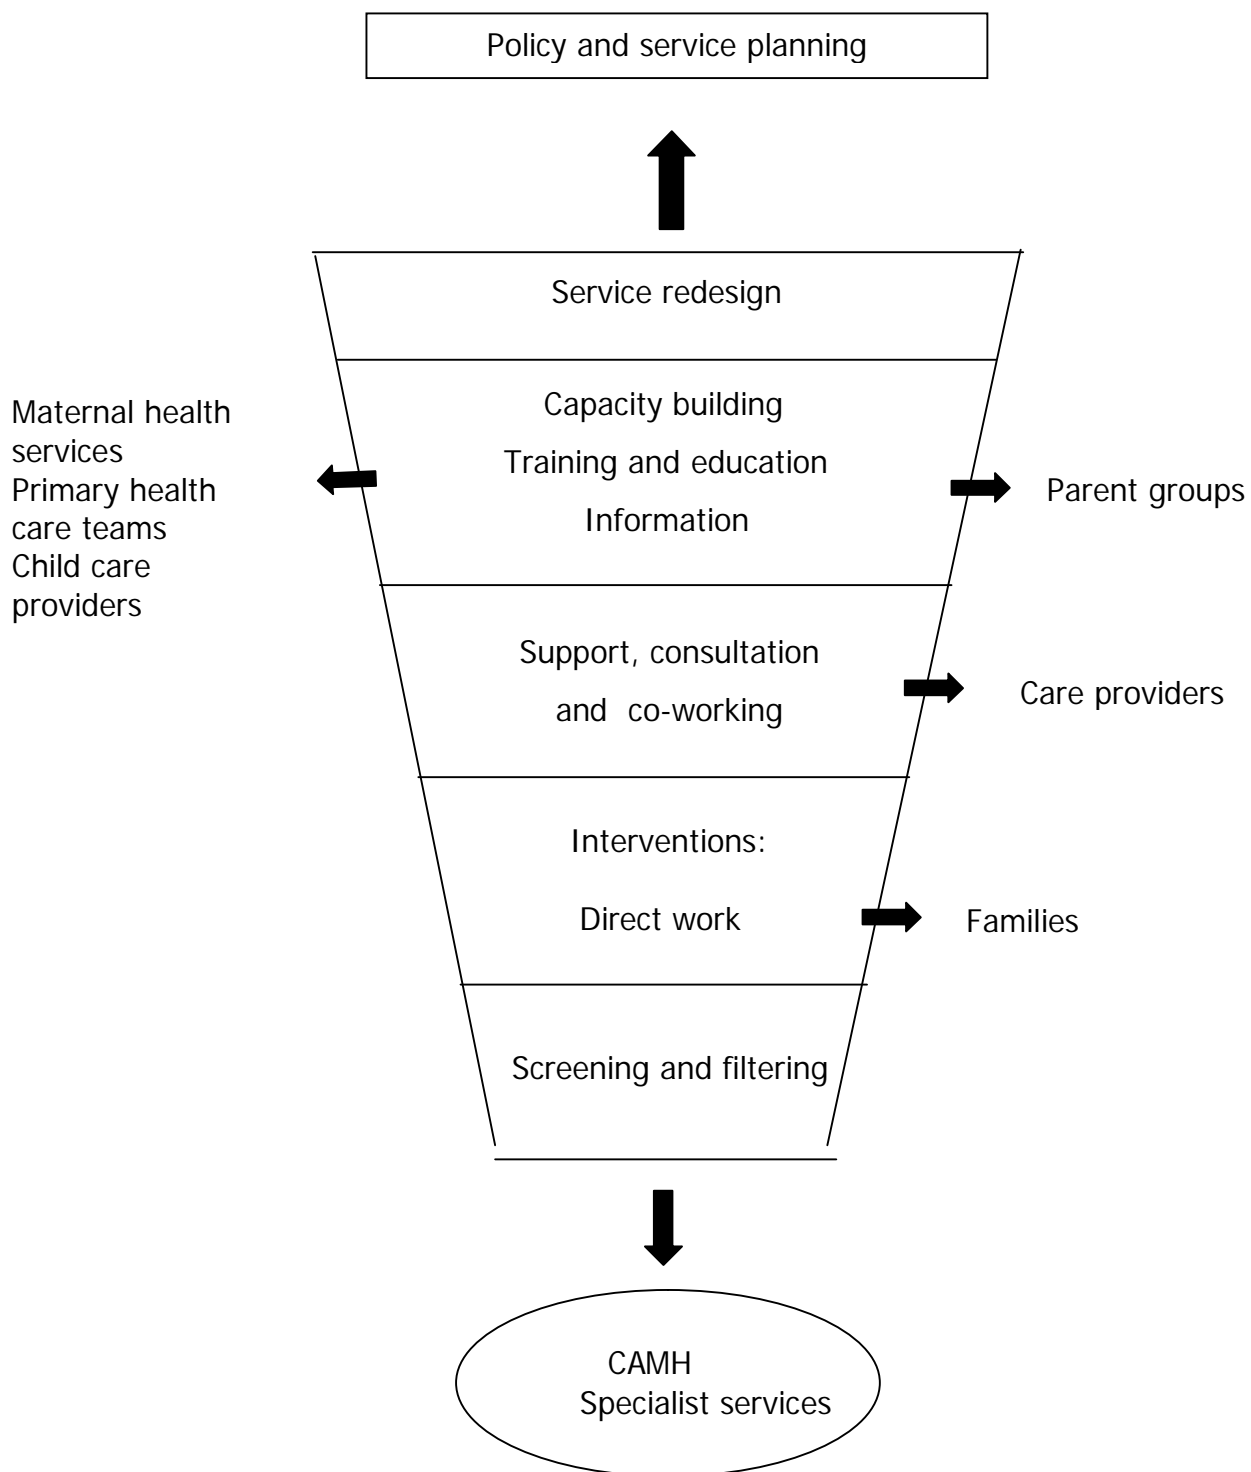 Policy and service planning
Service redesign
Maternal health
services
Primary health
care teams
Child care
providers
Capacity building
Training and education
Information
Parent groups
Support, consultation
and co-working
Care providers
Interventions:
Direct work
Families
Screening and filtering
CAMH
Specialist services